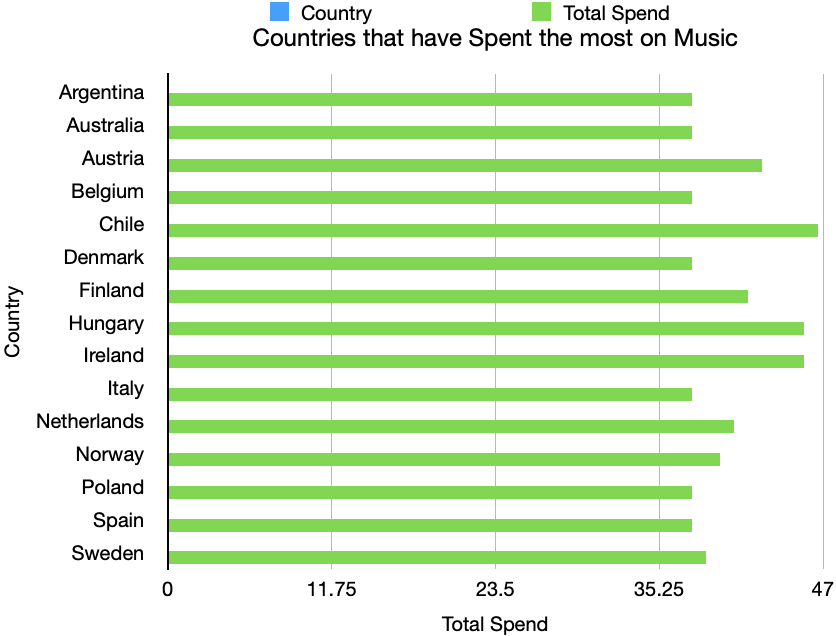 Country
Total Spend
Countries that have Spent the most on Music
Argentina
Australia
Austria
Belgium
Chile
Denmark
Finland
Hungary
Ireland
Italy
Netherlands
Norway
Poland
Spain
Sweden
Country
0
11.75
23.5
35.25
47
Total Spend